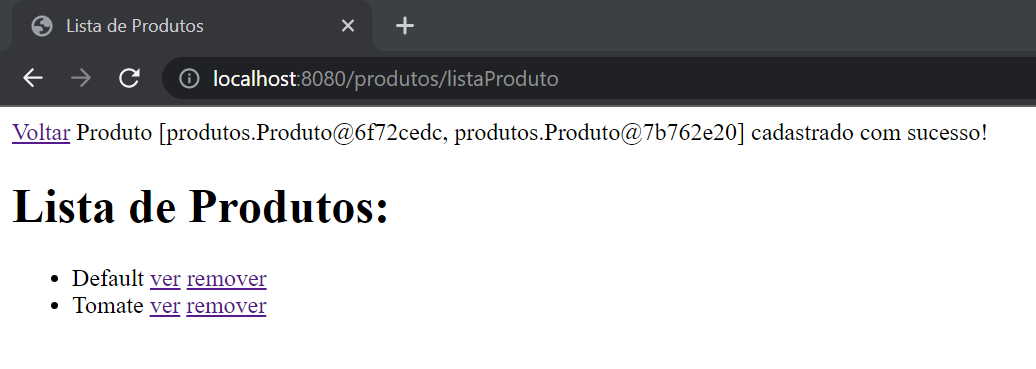 Lista de Produtos
localhost:8080/produtos/listaProduto
Voltar Produto [produtos.Produto@6f72cedc, produtos.Produto@7b762e20] cadastrado com sucesso!
Lista de Produtos:
Default ver remover
Tomate ver remover